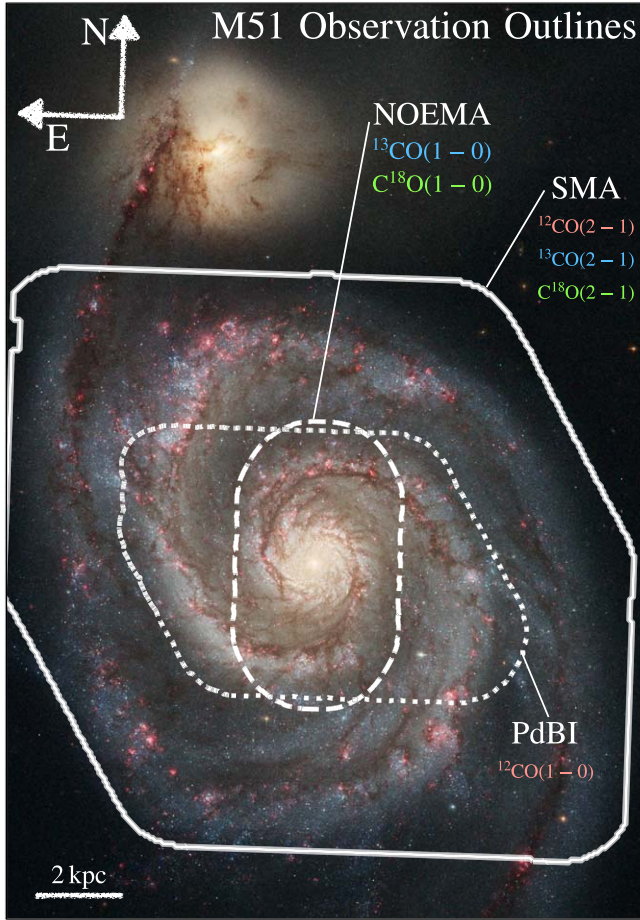 M51 Observation Outlines
N
E
NOEMA
¹³CO(1 − 0)
C¹⁸O(1 − 0)
SMA
¹²CO(2 − 1)
¹³CO(2 − 1)
C¹⁸O(2 − 1)
PdBI
¹²CO(1 − 0)
2 kpc